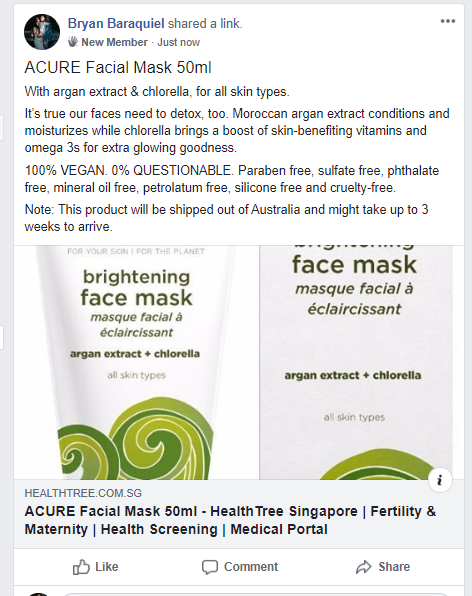 Bryan Baraquiel shared a link.
New Member · Just now
ACURE Facial Mask 50ml
With argan extract & chlorella, for all skin types.
It's true our faces need to detox, too. Moroccan argan extract conditions and
moisturizes while chlorella brings a boost of skin-benefiting vitamins and
omega 3s for extra glowing goodness.
100% VEGAN. 0% QUESTIONABLE. Paraben free, sulfate free, phthalate
free, mineral oil free, petrolatum free, silicone free and cruelty-free.
Note: This product will be shipped out of Australia and might take up to 3
weeks to arrive.
FOR YOUR SKIN | FOR THE PLANET
brightening
face mask
masque facial à
éclaircissant
argan extract + chlorella
all skin types
brightening
face mask
masque facial à
éclaircissant
argan extract + chlorella
all skin types
HEALTHTREE.COM.SG
ACURE Facial Mask 50ml - HealthTree Singapore | Fertility &
Maternity | Health Screening | Medical Portal
Like
Comment
Share